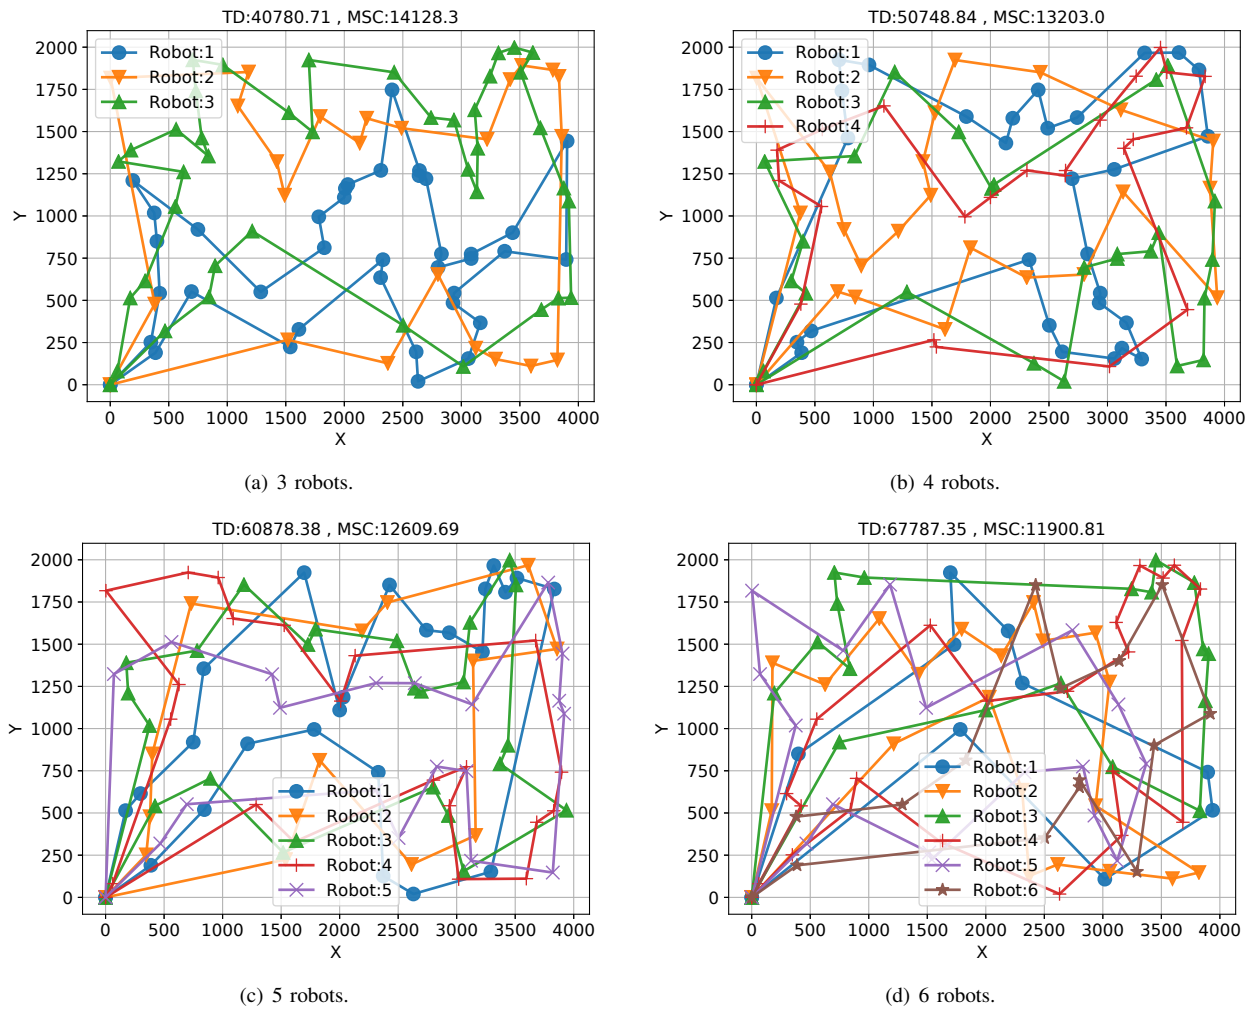 TD:40780.71 , MSC:14128.3
2000
1750
1500
1250
1000
750
500
250
0
Y
Robot:1
Robot:2
Robot:3
0 500 1000 1500 2000 2500 3000 3500 4000
X
(a) 3 robots.
TD:50748.84 , MSC:13203.0
2000
1750
1500
1250
1000
750
500
250
0
Y
Robot:1
Robot:2
Robot:3
Robot:4
0 500 1000 1500 2000 2500 3000 3500 4000
X
(b) 4 robots.
TD:60878.38 , MSC:12609.69
2000
1750
1500
1250
1000
750
500
250
0
Y
Robot:1
Robot:2
Robot:3
Robot:4
Robot:5
0 500 1000 1500 2000 2500 3000 3500 4000
X
(c) 5 robots.
TD:67787.35 , MSC:11900.81
2000
1750
1500
1250
1000
750
500
250
0
Y
Robot:1
Robot:2
Robot:3
Robot:4
Robot:5
Robot:6
0 500 1000 1500 2000 2500 3000 3500 4000
X
(d) 6 robots.